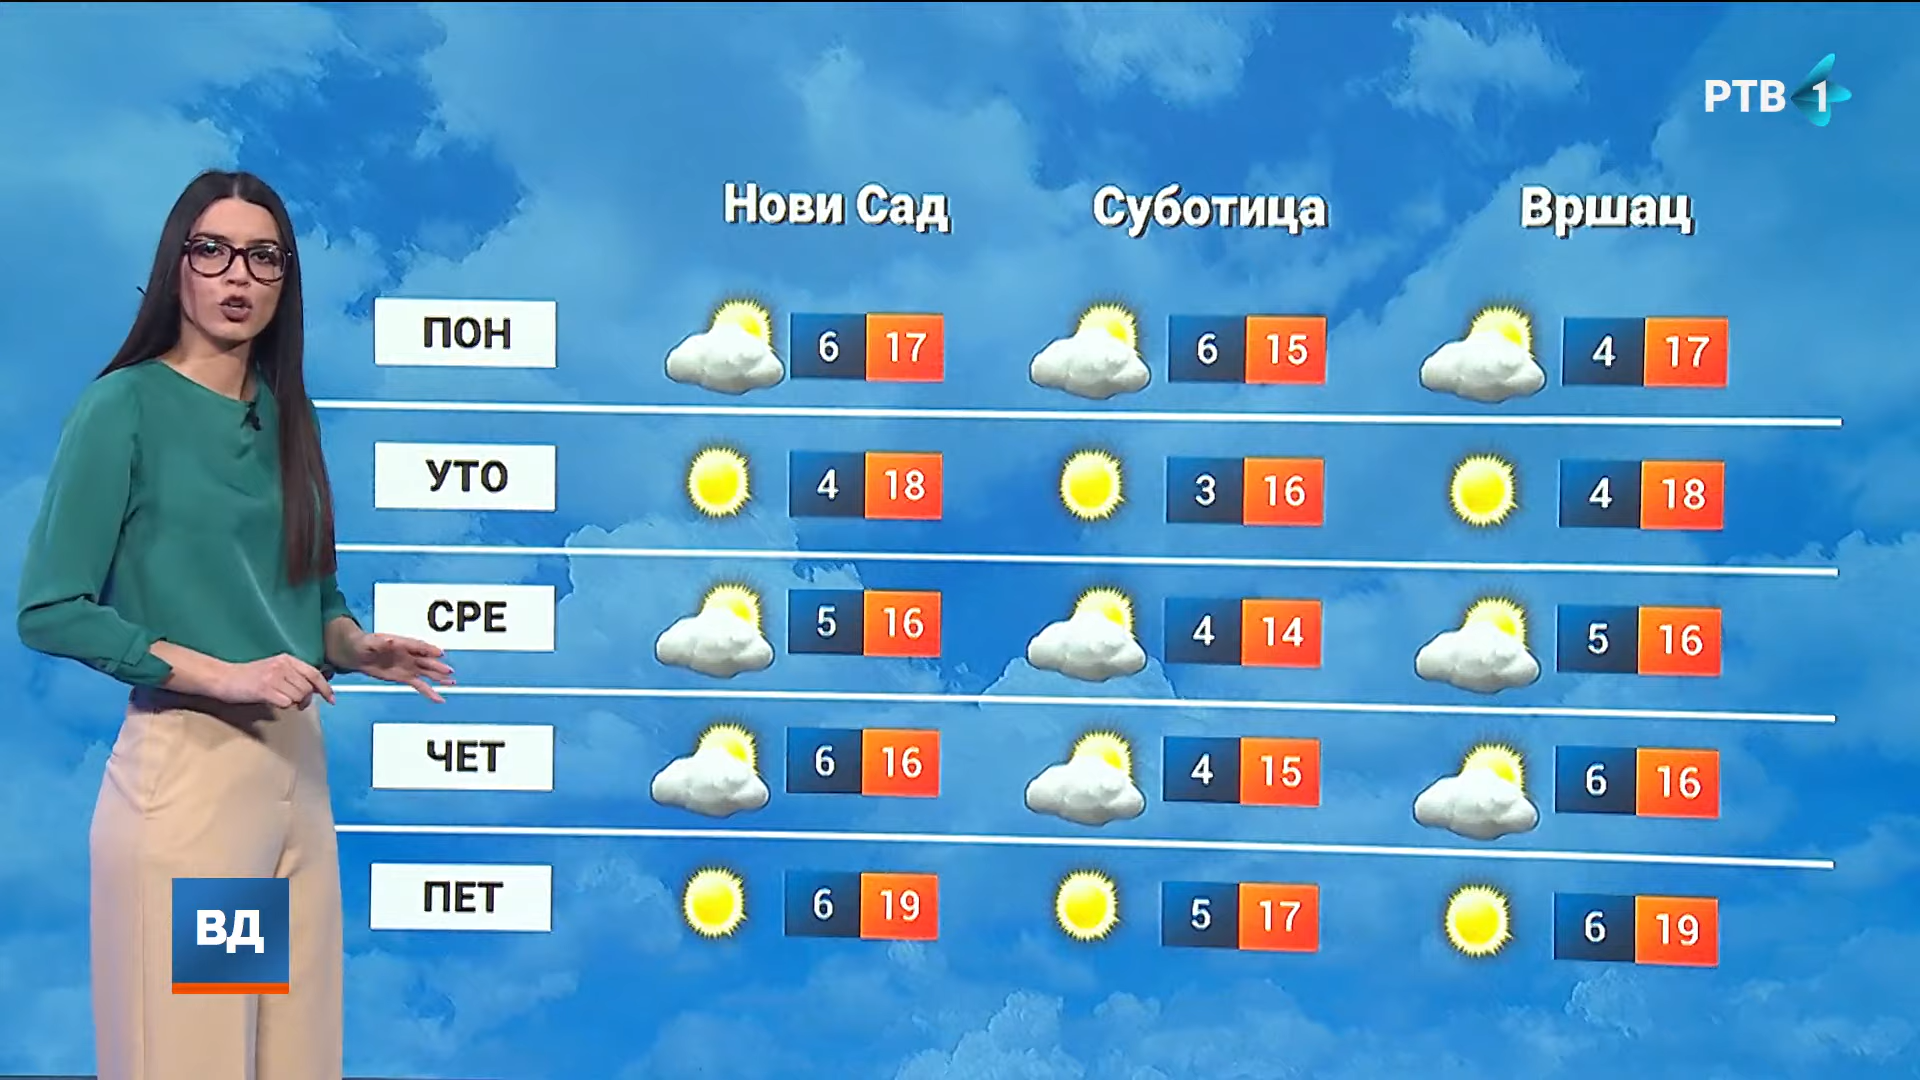 РТВ 1
Нови Сад Суботица Вршац
ПОН 6 17 6 15 4 17
УТО 4 18 3 16 4 18
СРЕ 5 16 4 14 5 16
ЧЕТ 6 16 4 15 6 16
ПЕТ 6 19 5 17 6 19
ВД